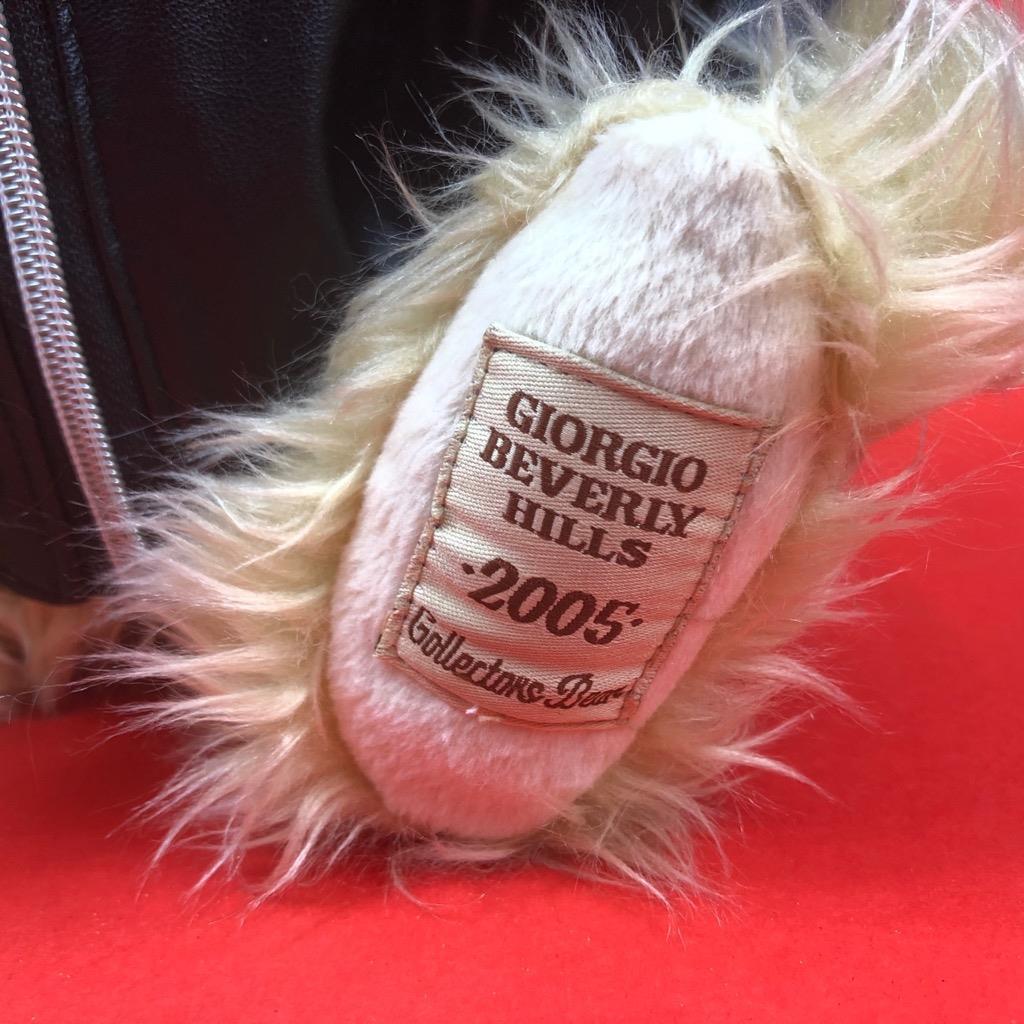 GIORGIO
BEVERLY
HILLS
·2005·
Collectors Bear